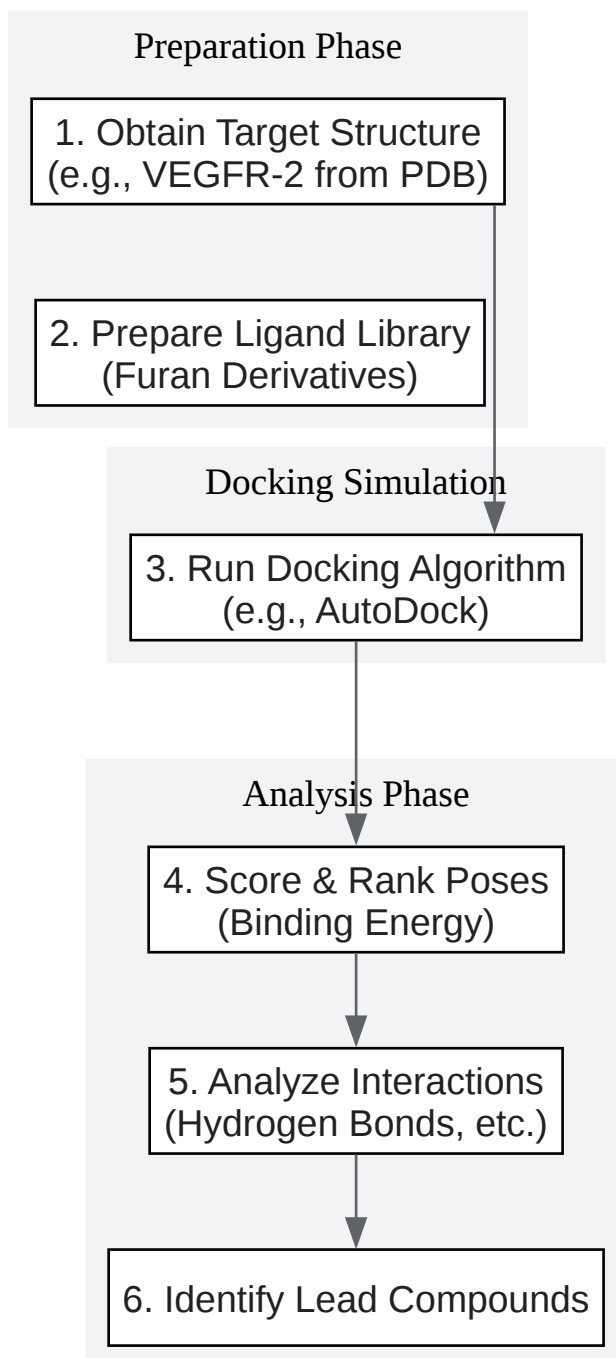 Preparation Phase
1. Obtain Target Structure
(e.g., VEGFR-2 from PDB)
2. Prepare Ligand Library
(Furan Derivatives)
Docking Simulation
3. Run Docking Algorithm
(e.g., AutoDock)
Analysis Phase
4. Score & Rank Poses
(Binding Energy)
5. Analyze Interactions
(Hydrogen Bonds, etc.)
6. Identify Lead Compounds